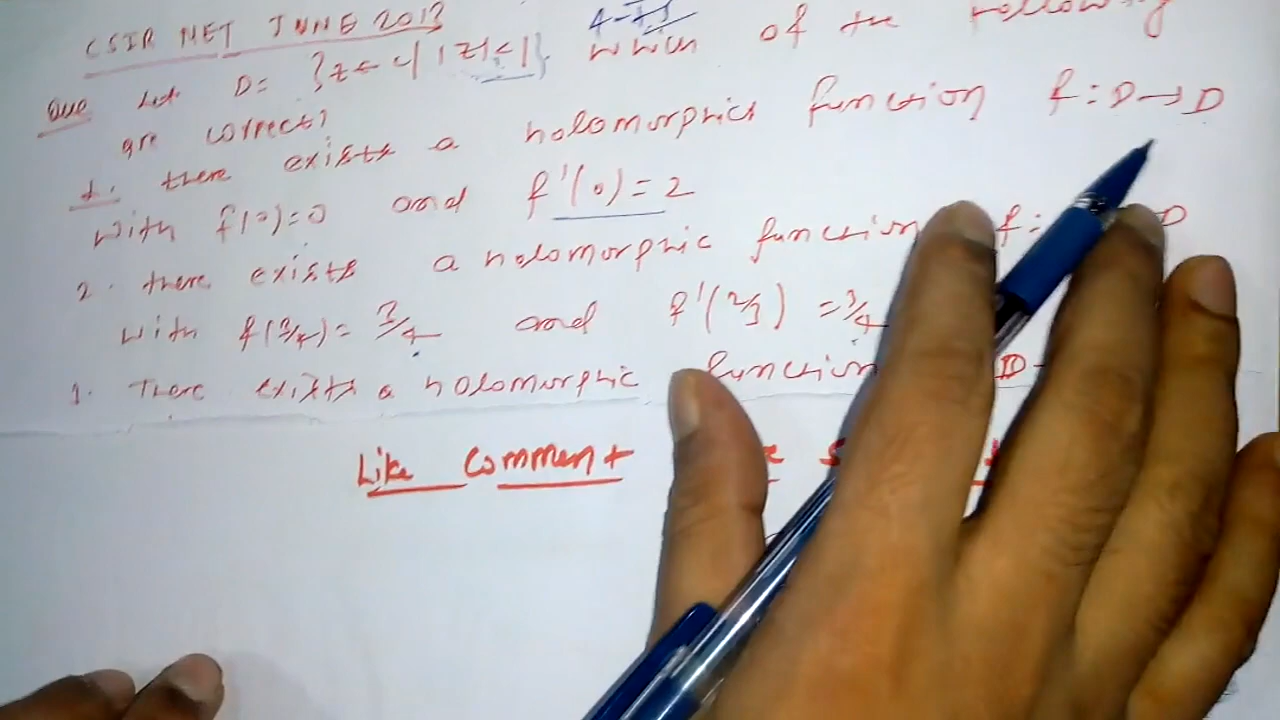 CSIR NET JUNE 2013
Que Let D= {z ∈ C | |z|<1} which of the following
are correct?
1. there exists a holomorphic function f: D→D
with f(0)=0 and f'(0)=2
2. there exists a holomorphic function f: D
with f(3/4)= 3/4 and f'(2/3) = 3/4
1. There exists a holomorphic function D
Like Comment